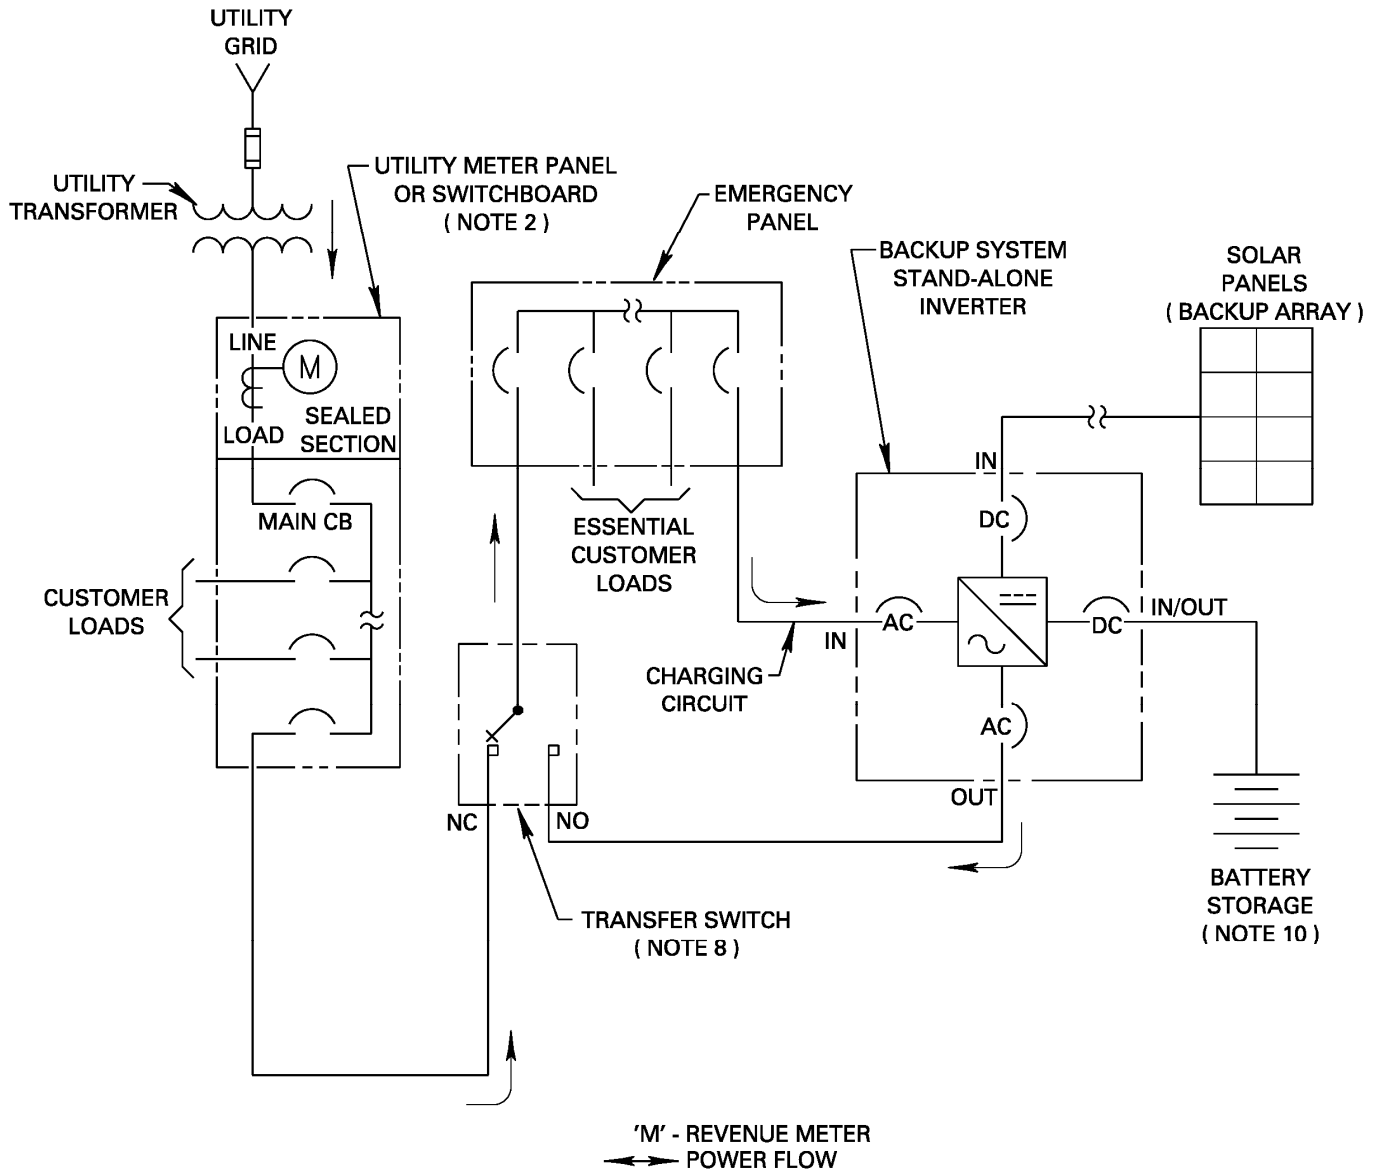 UTILITY
GRID
UTILITY
TRANSFORMER
UTILITY METER PANEL
OR SWITCHBOARD
( NOTE 2 )
EMERGENCY
PANEL
BACKUP SYSTEM
STAND-ALONE
INVERTER
SOLAR
PANELS
( BACKUP ARRAY )
LINE
M
SEALED
SECTION
LOAD
MAIN CB
CUSTOMER
LOADS
ESSENTIAL
CUSTOMER
LOADS
IN
DC
IN
AC
DC
IN/OUT
CHARGING
CIRCUIT
AC
OUT
NC
NO
TRANSFER SWITCH
( NOTE 8 )
BATTERY
STORAGE
( NOTE 10 )
'M' - REVENUE METER
POWER FLOW